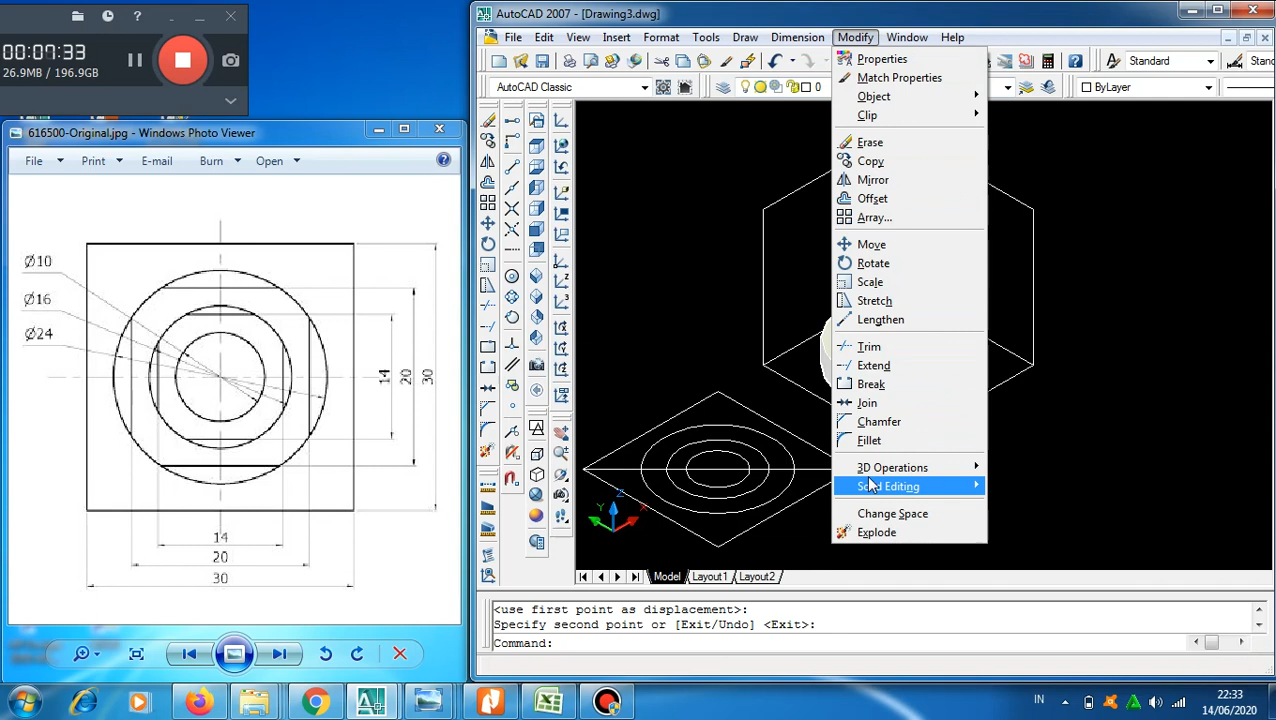 00:07:33
26.9MB / 196.9GB
616500-Original.jpg - Windows Photo Viewer
File Print E-mail Burn Open
Ø10
Ø16
Ø24
14
20
30
14
20
30
AutoCAD 2007 - [Drawing3.dwg]
File Edit View Insert Format Tools Draw Dimension Modify Window Help
Standard
AutoCAD Classic
0
ByLayer
Properties
Match Properties
Object
Clip
Erase
Copy
Mirror
Offset
Array...
Move
Rotate
Scale
Stretch
Lengthen
Trim
Extend
Break
Join
Chamfer
Fillet
3D Operations
Solid Editing
Change Space
Explode
Z
Y
X
Model Layout1 Layout2
<use first point as displacement>:
Specify second point or [Exit/Undo] <Exit>:
Command:
IN
22:33
14/06/2020